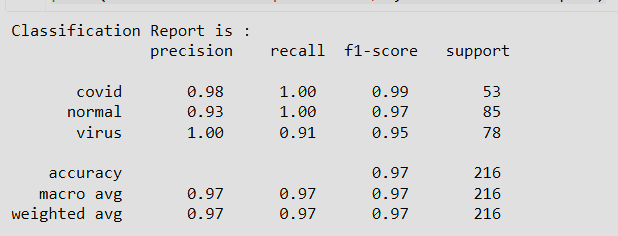 Classification Report is :
precision recall f1-score support
covid 0.98 1.00 0.99 53
normal 0.93 1.00 0.97 85
virus 1.00 0.91 0.95 78
accuracy 0.97 216
macro avg 0.97 0.97 0.97 216
weighted avg 0.97 0.97 0.97 216